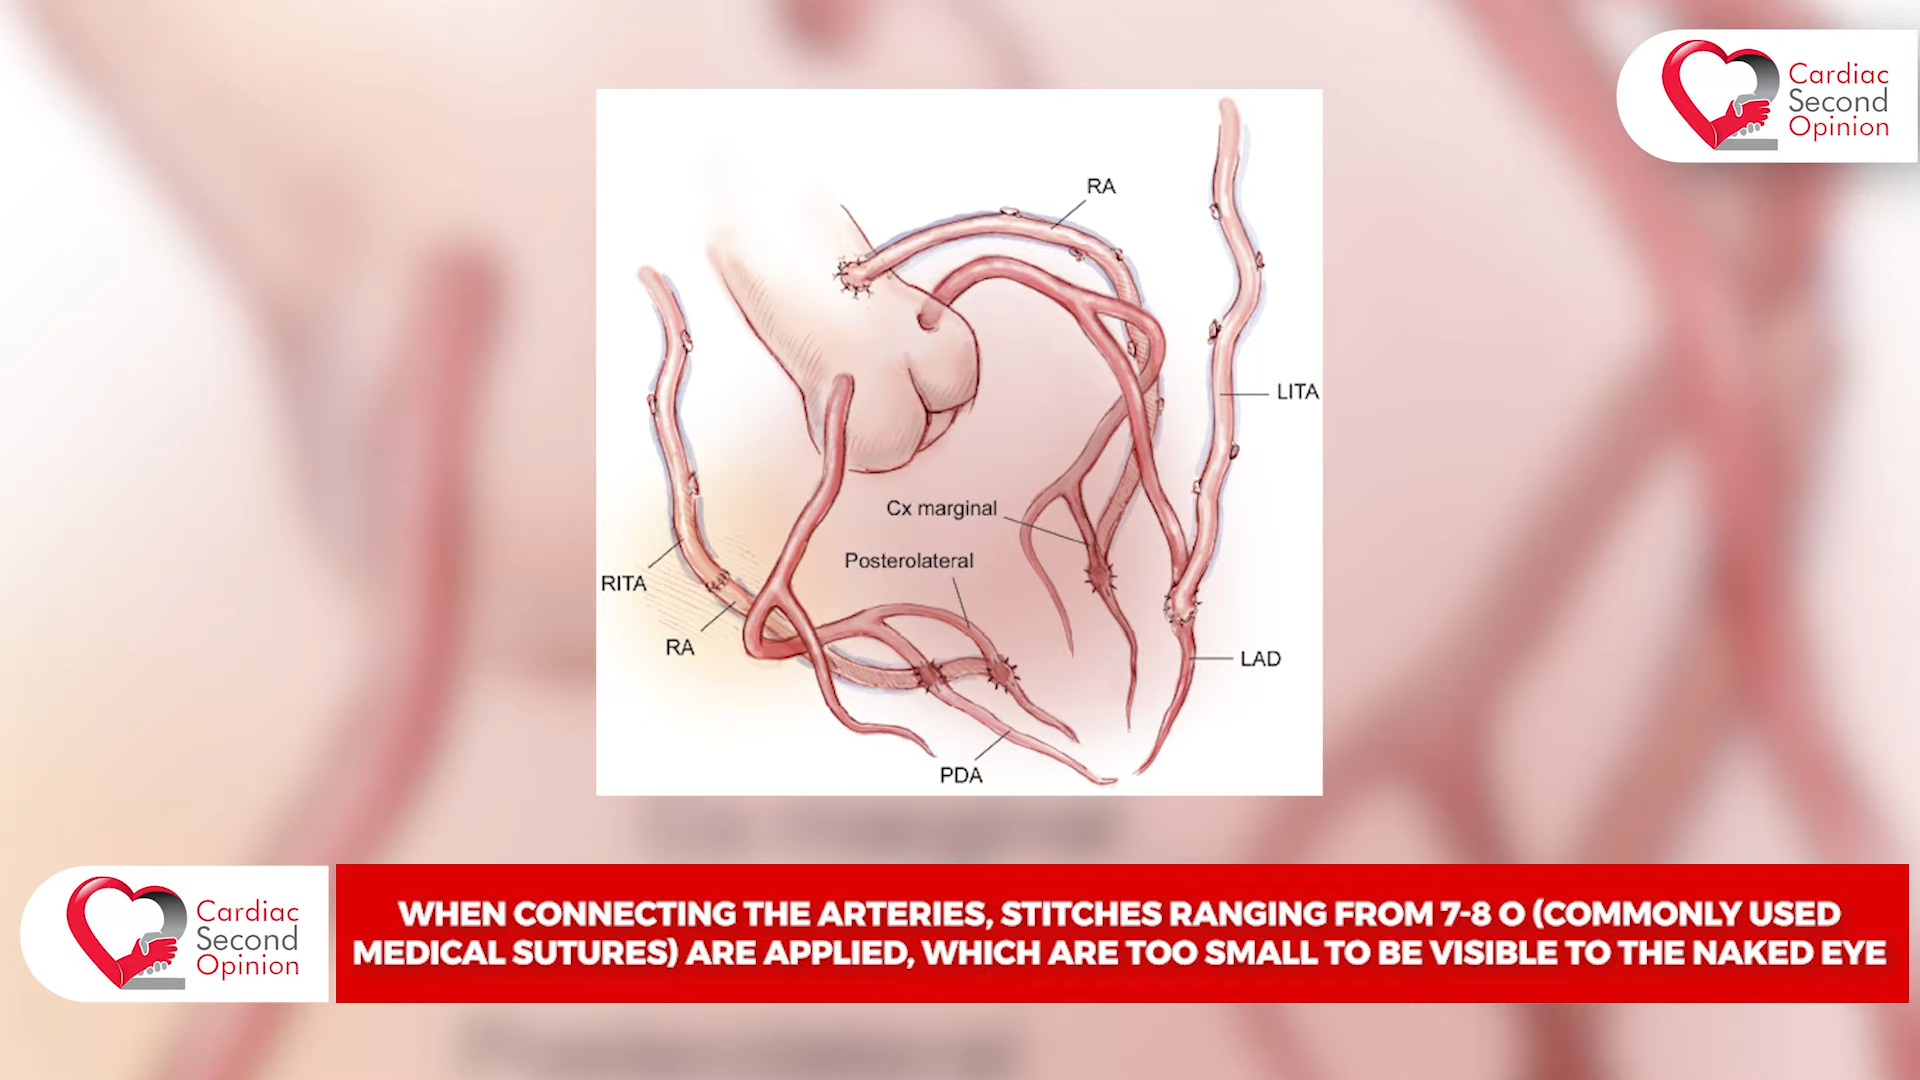 Cardiac
Second
Opinion
RA
LITA
Cx marginal
Posterolateral
RITA
RA
LAD
PDA
Cardiac
Second
Opinion
WHEN CONNECTING THE ARTERIES, STITCHES RANGING FROM 7-8 O (COMMONLY USED
MEDICAL SUTURES) ARE APPLIED, WHICH ARE TOO SMALL TO BE VISIBLE TO THE NAKED EYE